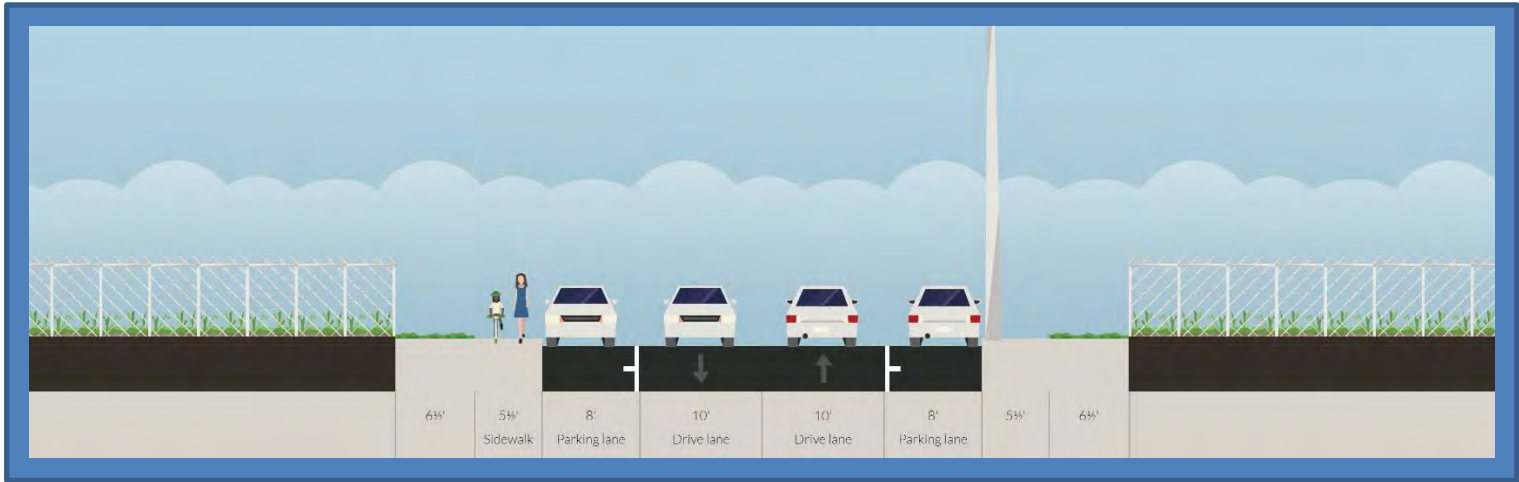 6½' 5½' 8' 10' 10' 8' 5½' 6½'
Sidewalk Parking lane Drive lane Drive lane Parking lane